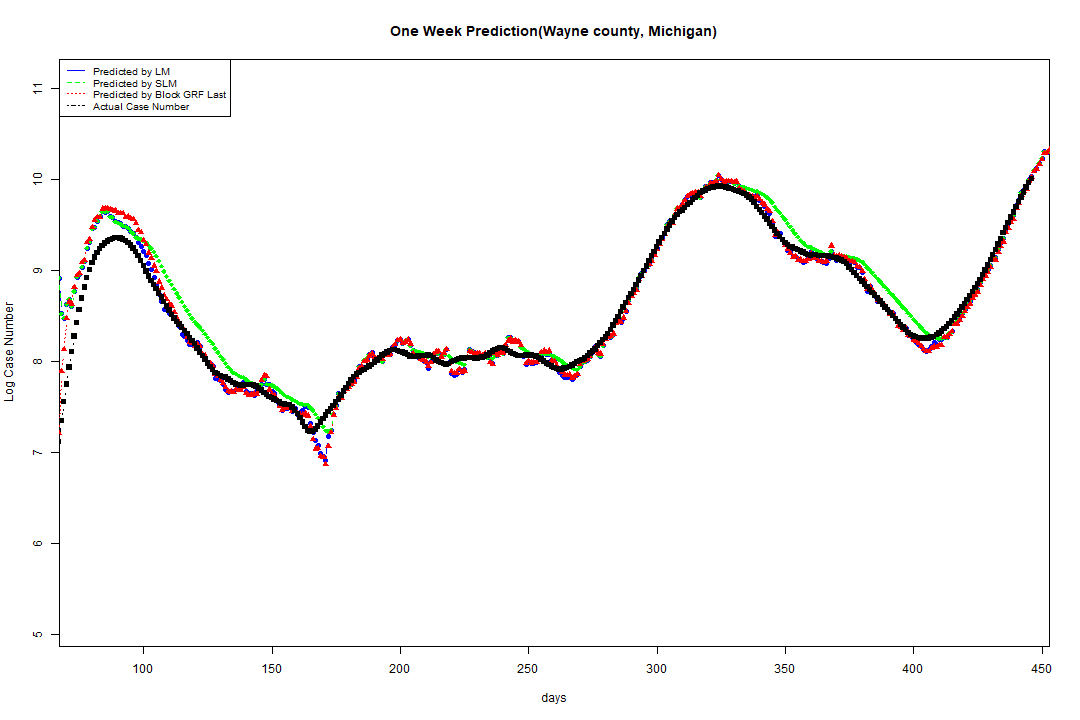 One Week Prediction(Wayne county, Michigan)
Predicted by LM
Predicted by SLM
Predicted by Block GRF Last
Actual Case Number
11
10
9
8
7
6
5
Log Case Number
100 150 200 250 300 350 400 450
days